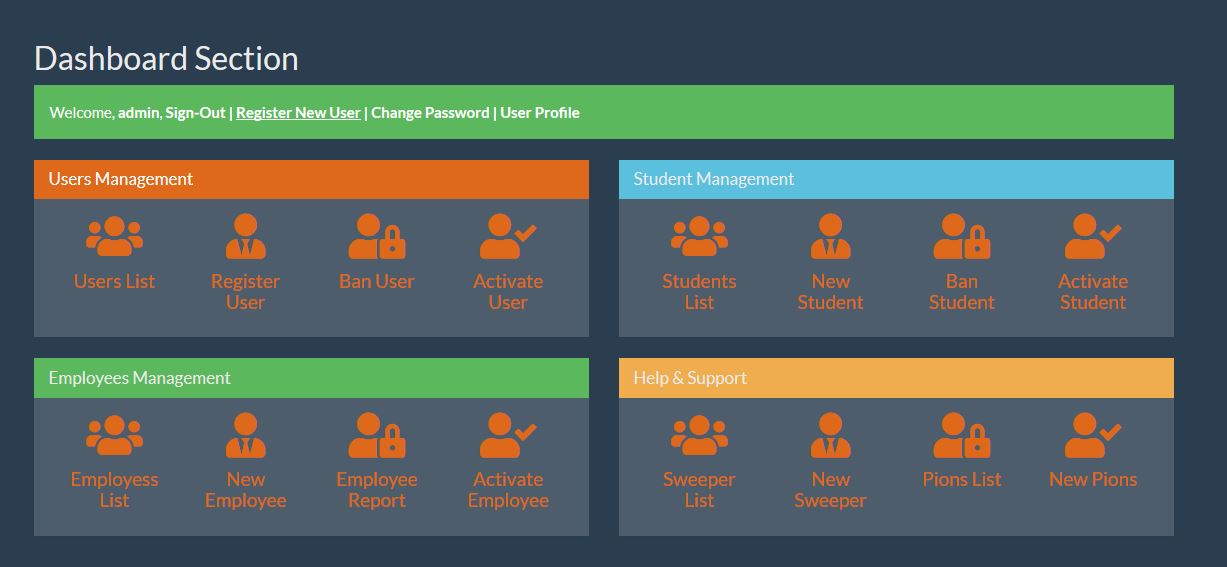 Dashboard Section
Welcome, admin, Sign-Out | Register New User | Change Password | User Profile
Users Management
Users List
Register
User
Ban User
Activate
User
Student Management
Students
List
New
Student
Ban
Student
Activate
Student
Employees Management
Employess
List
New
Employee
Employee
Report
Activate
Employee
Help & Support
Sweeper
List
New
Sweeper
Pions List
New Pions